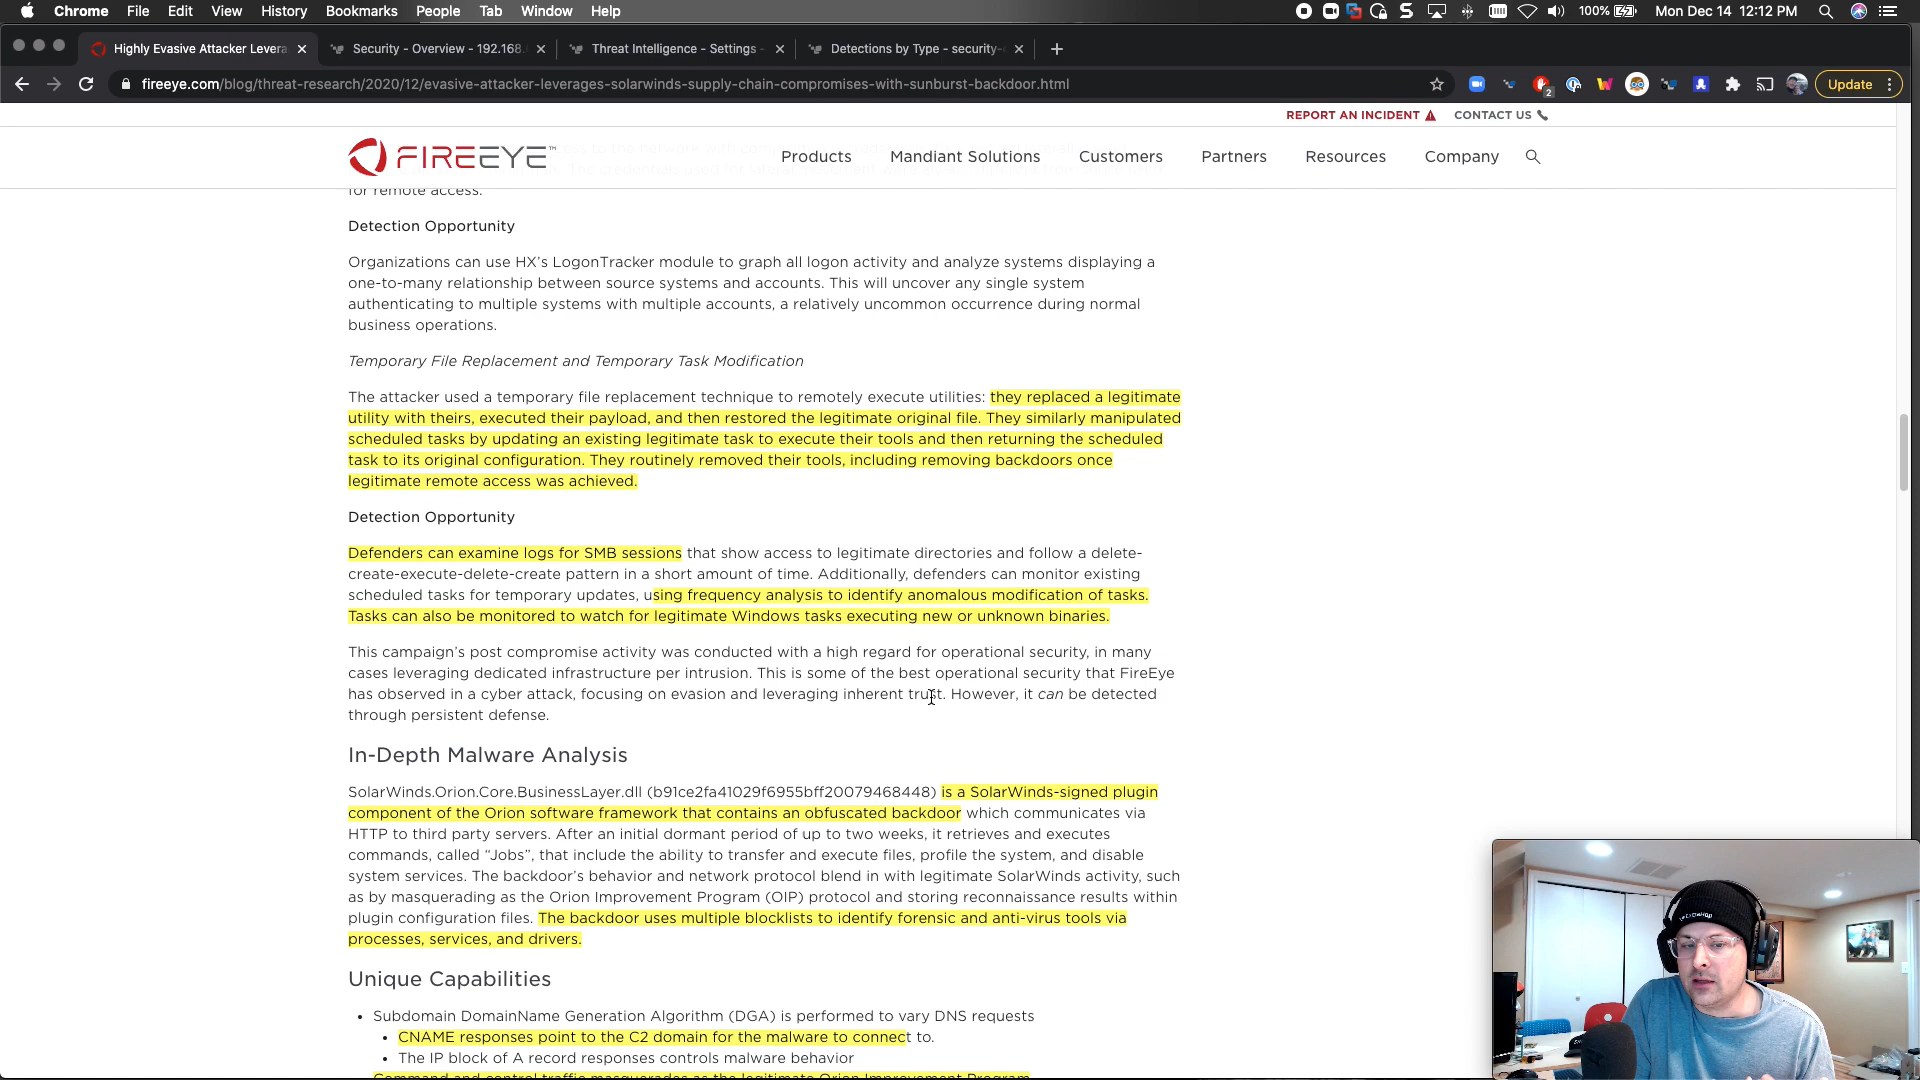 Chrome File Edit View History Bookmarks People Tab Window Help 100% Mon Dec 14 12:12 PM
Highly Evasive Attacker Levera Security - Overview - 192.168. Threat Intelligence - Settings - Detections by Type - security-
fireeye.com/blog/threat-research/2020/12/evasive-attacker-leverages-solarwinds-supply-chain-compromises-with-sunburst-backdoor.html 2 Update
REPORT AN INCIDENT CONTACT US
FIREEYE™ Products Mandiant Solutions Customers Partners Resources Company
for remote access.
Detection Opportunity
Organizations can use HX's LogonTracker module to graph all logon activity and analyze systems displaying a
one-to-many relationship between source systems and accounts. This will uncover any single system
authenticating to multiple systems with multiple accounts, a relatively uncommon occurrence during normal
business operations.
Temporary File Replacement and Temporary Task Modification
The attacker used a temporary file replacement technique to remotely execute utilities: they replaced a legitimate
utility with theirs, executed their payload, and then restored the legitimate original file. They similarly manipulated
scheduled tasks by updating an existing legitimate task to execute their tools and then returning the scheduled
task to its original configuration. They routinely removed their tools, including removing backdoors once
legitimate remote access was achieved.
Detection Opportunity
Defenders can examine logs for SMB sessions that show access to legitimate directories and follow a delete-
create-execute-delete-create pattern in a short amount of time. Additionally, defenders can monitor existing
scheduled tasks for temporary updates, using frequency analysis to identify anomalous modification of tasks.
Tasks can also be monitored to watch for legitimate Windows tasks executing new or unknown binaries.
This campaign's post compromise activity was conducted with a high regard for operational security, in many
cases leveraging dedicated infrastructure per intrusion. This is some of the best operational security that FireEye
has observed in a cyber attack, focusing on evasion and leveraging inherent trust. However, it can be detected
through persistent defense.
In-Depth Malware Analysis
SolarWinds.Orion.Core.BusinessLayer.dll (b91ce2fa41029f6955bff20079468448) is a SolarWinds-signed plugin
component of the Orion software framework that contains an obfuscated backdoor which communicates via
HTTP to third party servers. After an initial dormant period of up to two weeks, it retrieves and executes
commands, called “Jobs”, that include the ability to transfer and execute files, profile the system, and disable
system services. The backdoor's behavior and network protocol blend in with legitimate SolarWinds activity, such
as by masquerading as the Orion Improvement Program (OIP) protocol and storing reconnaissance results within
plugin configuration files. The backdoor uses multiple blocklists to identify forensic and anti-virus tools via
processes, services, and drivers.
Unique Capabilities
• Subdomain DomainName Generation Algorithm (DGA) is performed to vary DNS requests
• CNAME responses point to the C2 domain for the malware to connect to.
• The IP block of A record responses controls malware behavior
Command and control traffic masquerades as the legitimate Orion Improvement Program